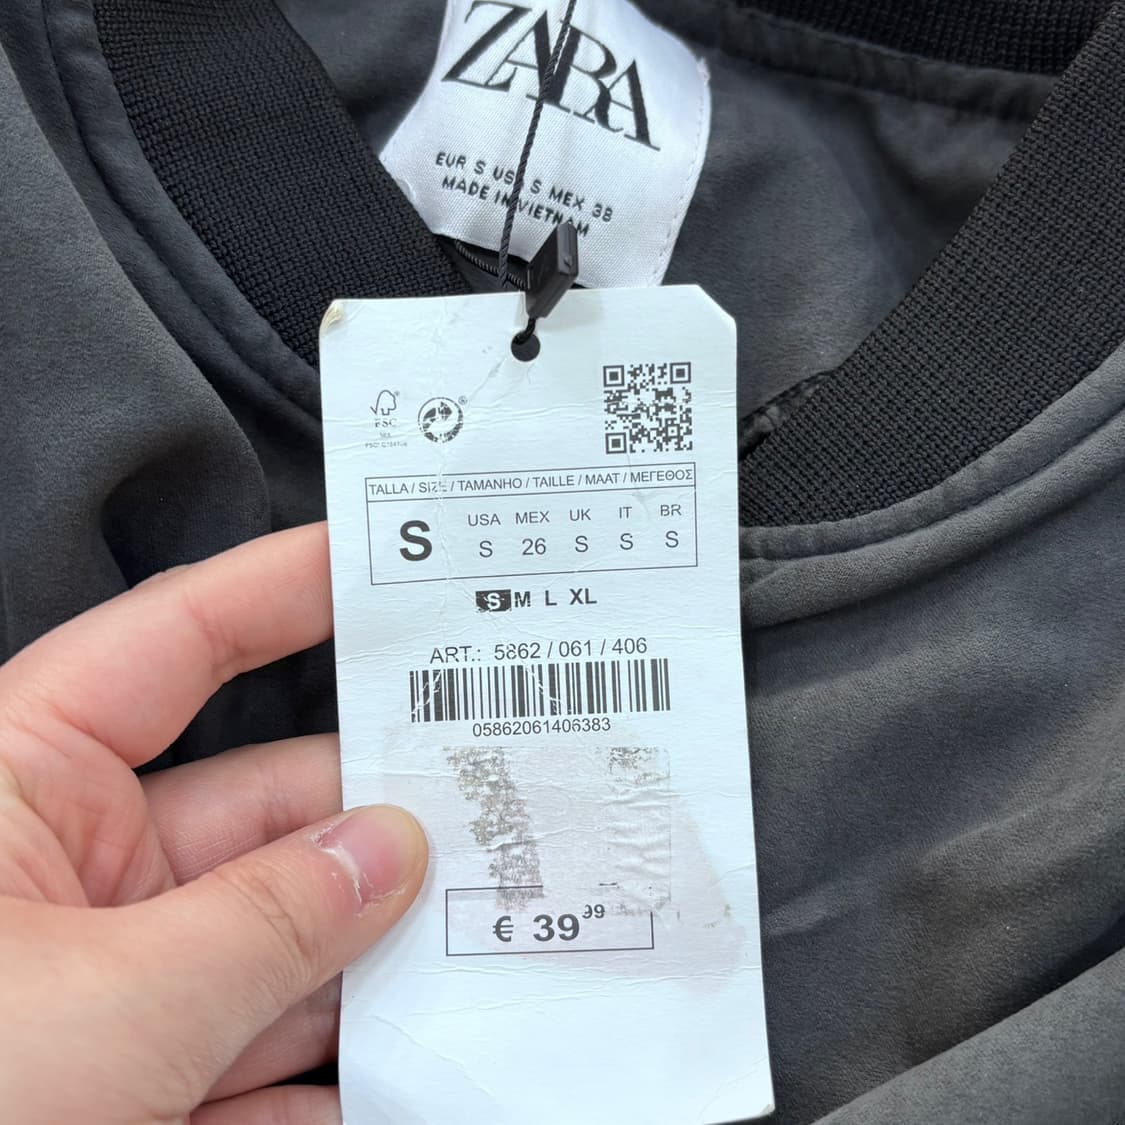 ZARA
EUR S USA S MEX 38
MADE IN VIETNAM
FSC
TALLA / SIZE / TAMANHO / TAILLE / MAAT / ΜΕΓΕΘΟΣ
S
USA MEX UK IT BR
S 26 S S S
S M L XL
ART.: 5862 / 061 / 406
05862061406383
€ 39 99